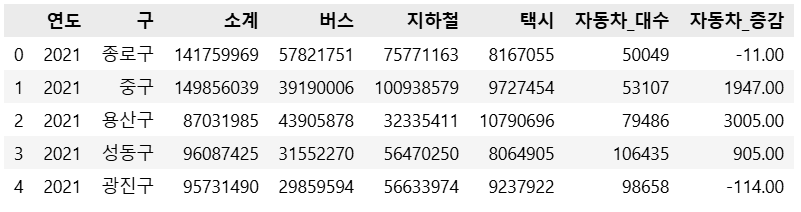 연도 구 소계 버스 지하철 택시 자동차_대수 자동차_증감
0 2021 종로구 141759969 57821751 75771163 8167055 50049 -11.00
1 2021 중구 149856039 39190006 100938579 9727454 53107 1947.00
2 2021 용산구 87031985 43905878 32335411 10790696 79486 3005.00
3 2021 성동구 96087425 31552270 56470250 8064905 106435 905.00
4 2021 광진구 95731490 29859594 56633974 9237922 98658 -114.00